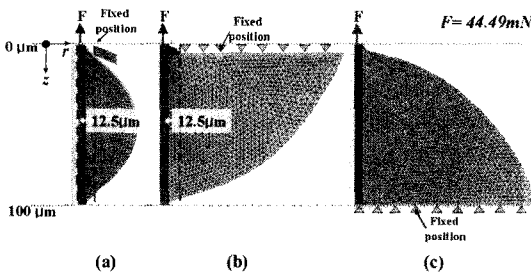 F
Fixed
position
F
(b)
Fixed
position
F
F= 44.49mN
0 µm
r
z
12.5µm
12.5µm
100 µm
Fixed
position
(a)
(b)
(c)